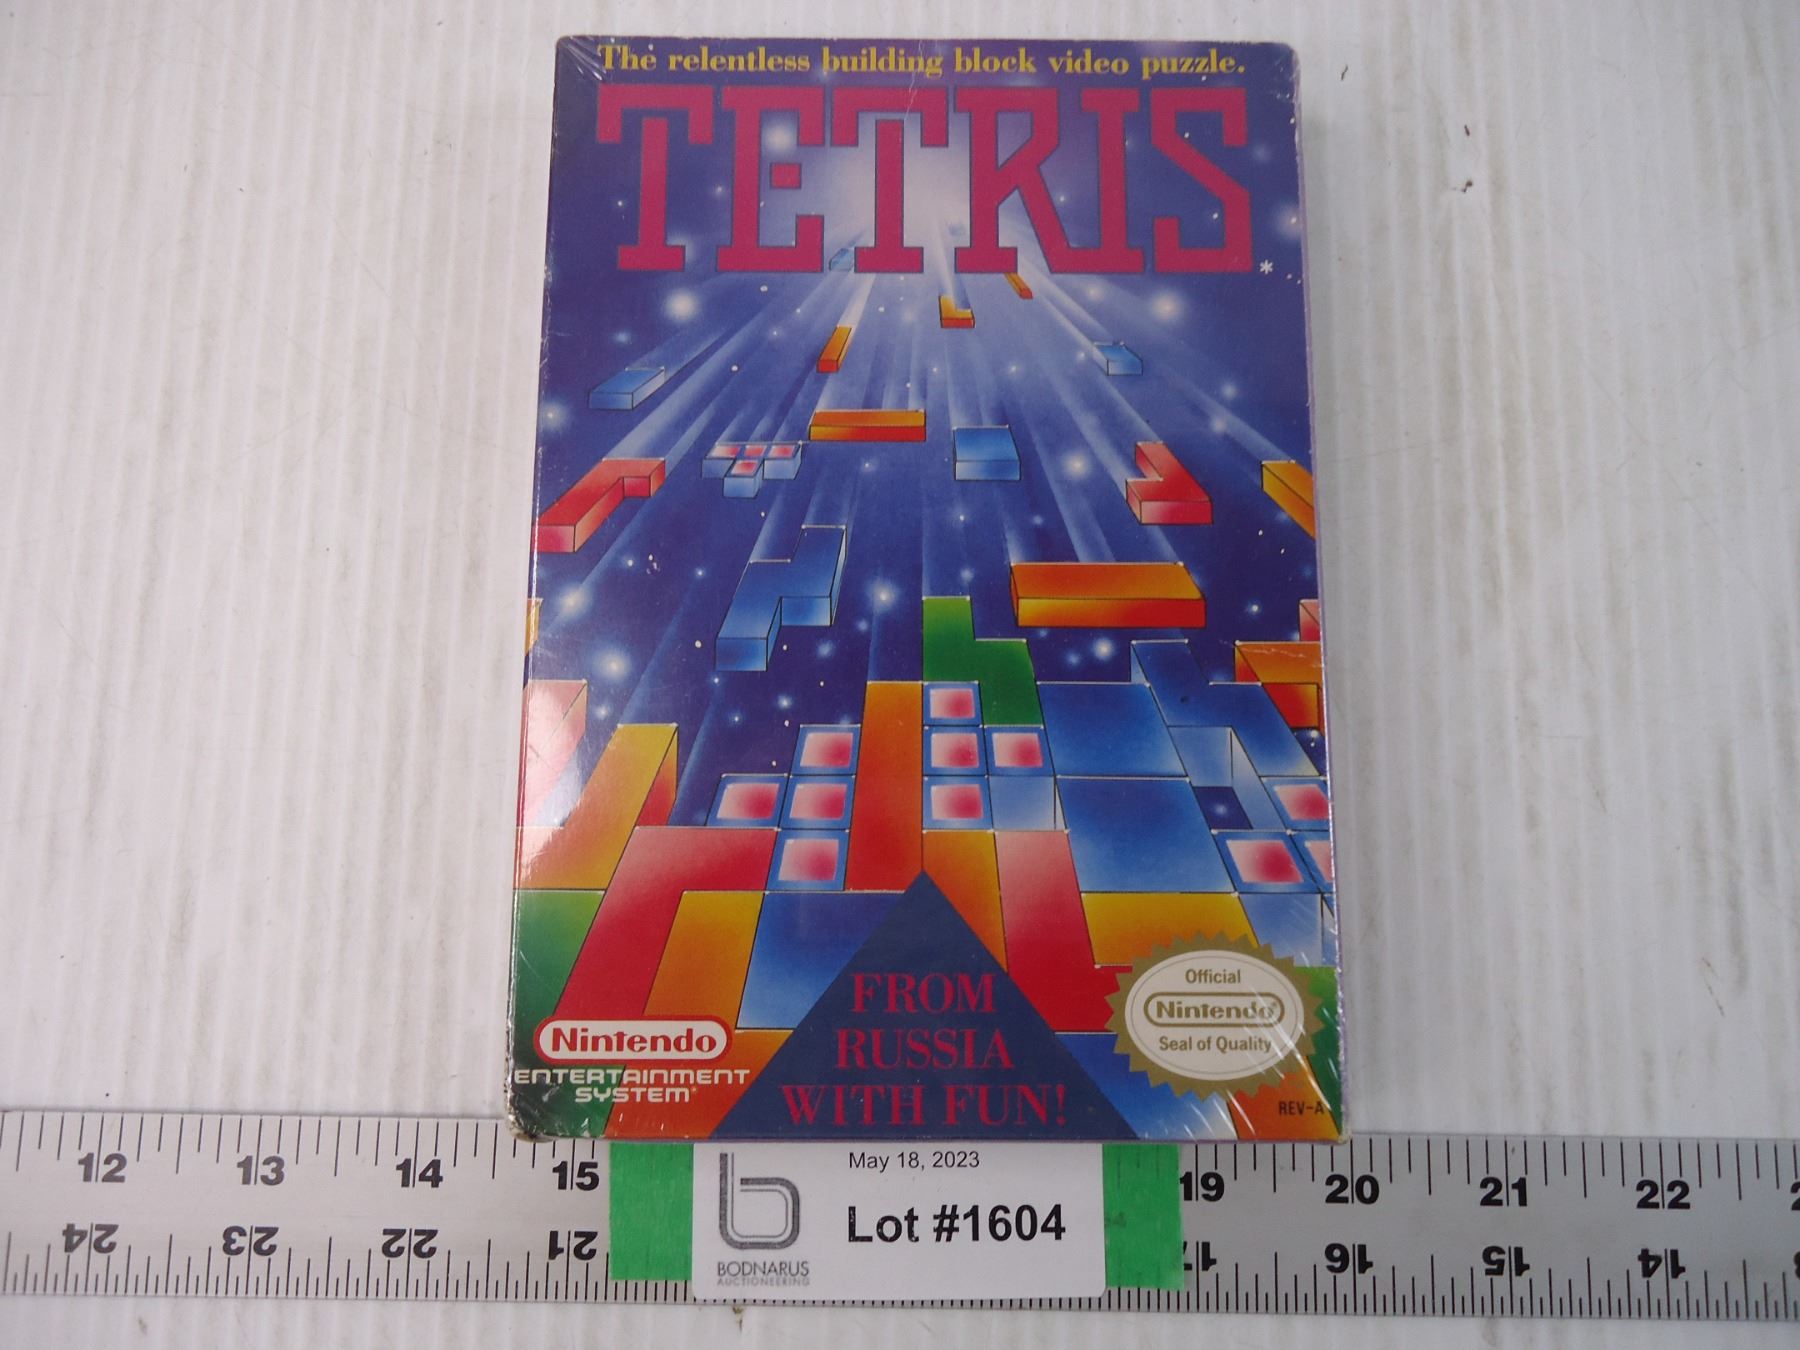 The relentless building block video puzzle.
TETRIS*
FROM
RUSSIA
WITH FUN!
Nintendo
ENTERTAINMENT
SYSTEM
Official
Nintendo®
Seal of Quality
REV-A
May 18, 2023
Lot #1604
BODNARUS
AUCTIONEERING
12 13 14 15 19 20 21 22
24 23 22 21 17 16 15 14